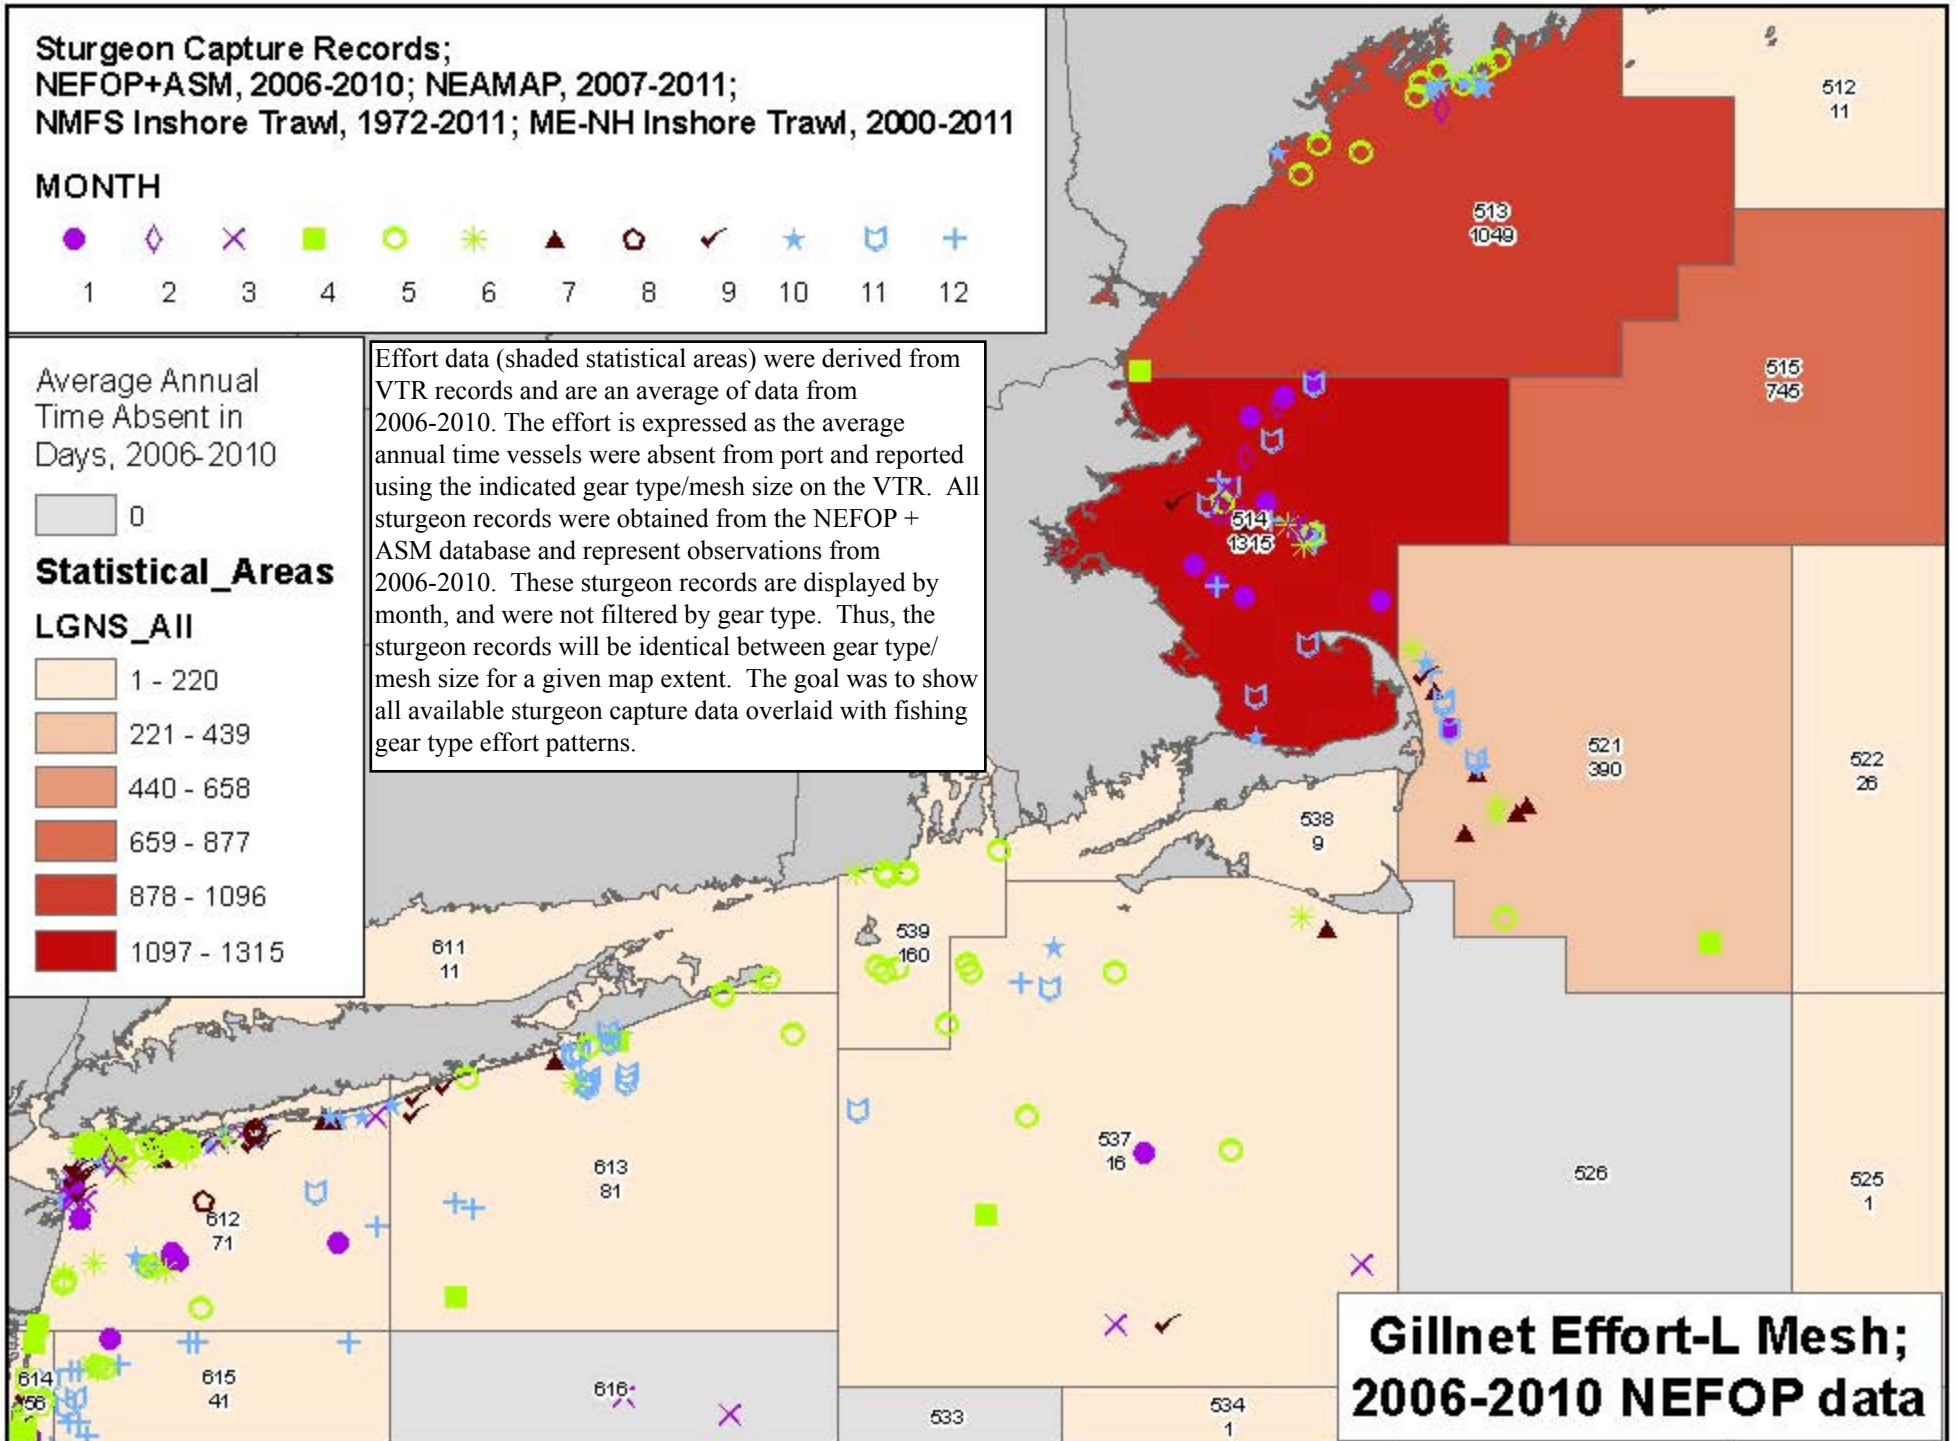 Sturgeon Capture Records;
NEFOP+ASM, 2006-2010; NEAMAP, 2007-2011;
NMFS Inshore Trawl, 1972-2011; ME-NH Inshore Trawl, 2000-2011
MONTH
1 2 3 4 5 6 7 8 9 10 11 12
Average Annual
Time Absent in
Days, 2006-2010
0
Statistical_Areas
LGNS_All
1 - 220
221 - 439
440 - 658
659 - 877
878 - 1096
1097 - 1315
Effort data (shaded statistical areas) were derived from
VTR records and are an average of data from
2006-2010. The effort is expressed as the average
annual time vessels were absent from port and reported
using the indicated gear type/mesh size on the VTR. All
sturgeon records were obtained from the NEFOP +
ASM database and represent observations from
2006-2010. These sturgeon records are displayed by
month, and were not filtered by gear type. Thus, the
sturgeon records will be identical between gear type/
mesh size for a given map extent. The goal was to show
all available sturgeon capture data overlaid with fishing
gear type effort patterns.
512
11
513
1049
515
745
514
1315
521
390
522
26
538
9
539
160
611
11
537
16
613
81
612
71
526
525
1
614
56
615
41
616
533
534
1
Gillnet Effort-L Mesh;
2006-2010 NEFOP data